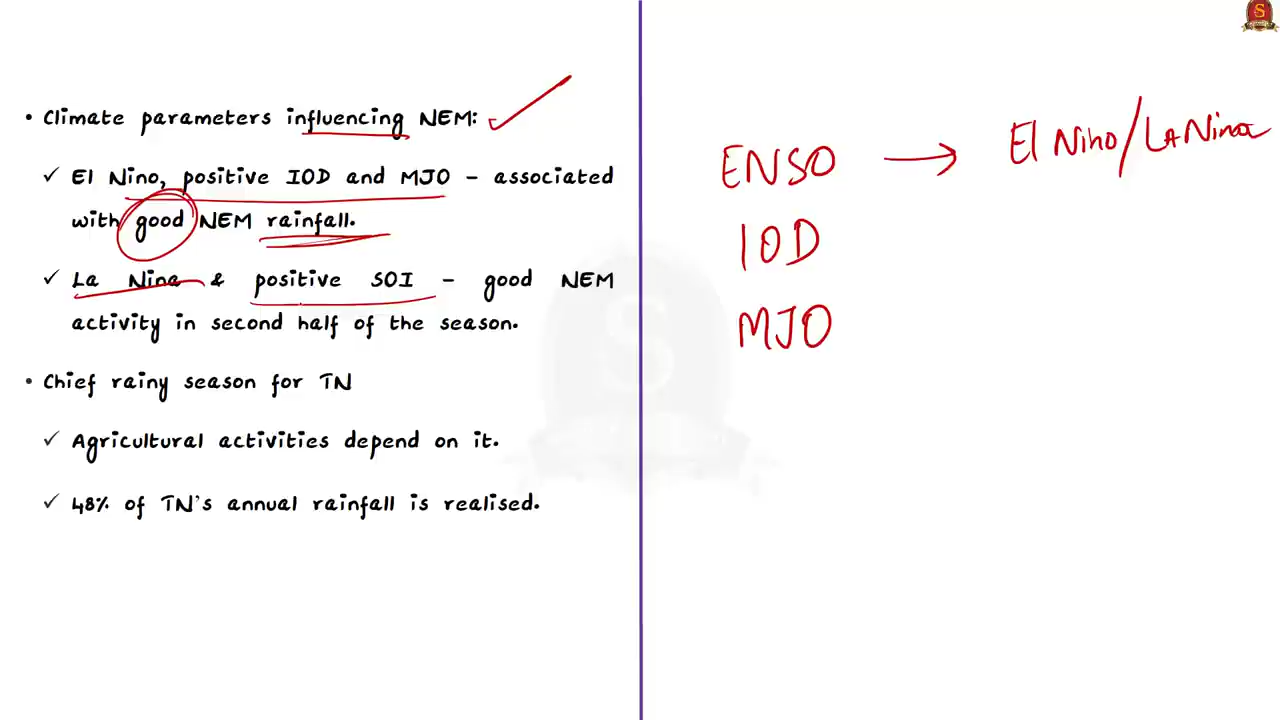 • Climate parameters influencing NEM:
✓ El Nino, positive IOD and MJO - associated
with good NEM rainfall.
✓ La Nina & positive SOI - good NEM
activity in second half of the season.
• Chief rainy season for TN
✓ Agricultural activities depend on it.
✓ 48% of TN's annual rainfall is realised.
ENSO → El Nino/LA Nina
IOD
MJO
S